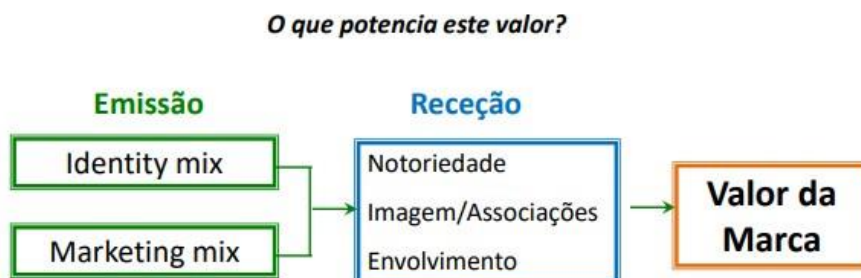 O que potencia este valor?
Emissão
Receção
Identity mix
Marketing mix
Notoriedade
Imagem/Associações
Envolvimento
Valor da
Marca